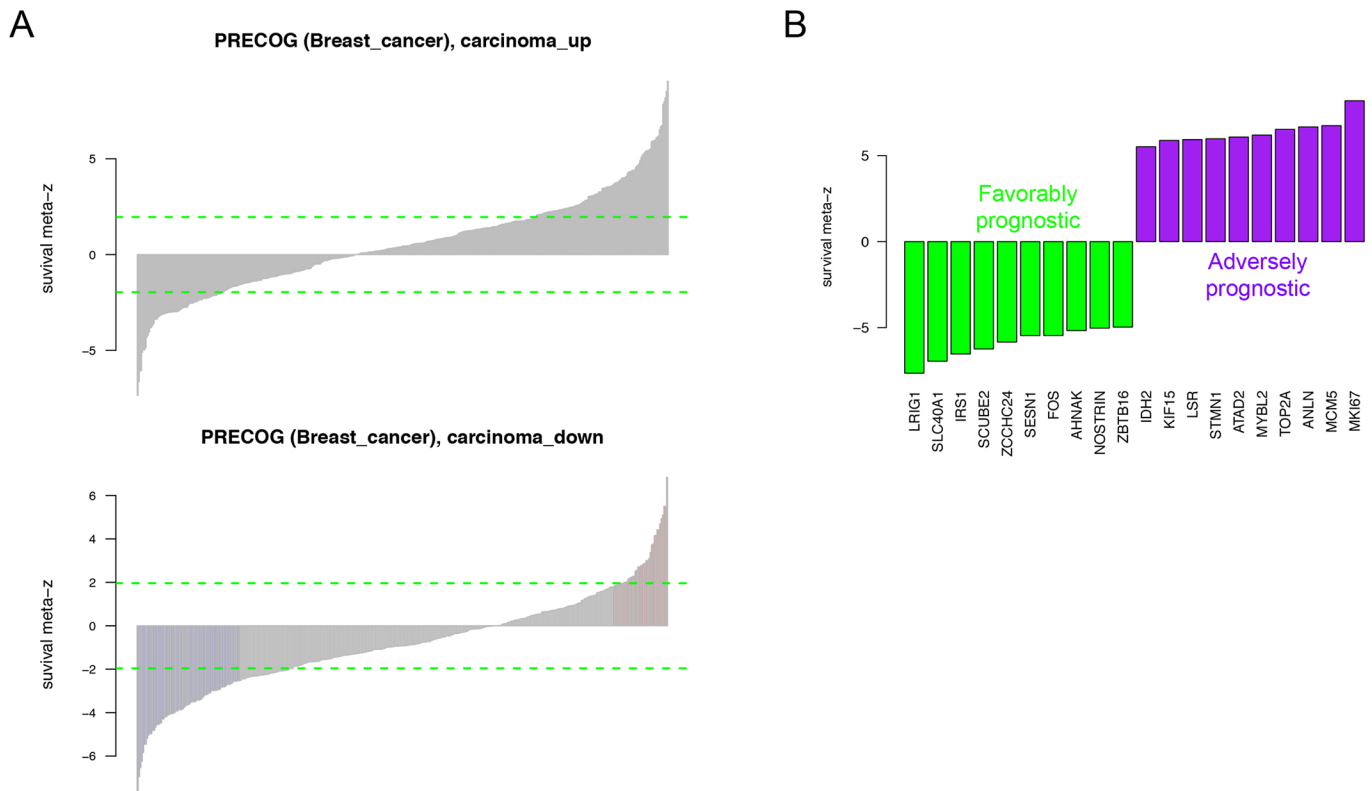 A
PRECOG (Breast_cancer), carcinoma_up
suvival meta-z
5
0
−5
PRECOG (Breast_cancer), carcinoma_down
suvival meta-z
6
4
2
0
−2
−4
−6
B
survival meta-z
5
0
−5
Favorably
prognostic
Adversely
prognostic
LRIG1
SLC40A1
IRS1
SCUBE2
ZCCHC24
SESN1
FOS
AHNAK
NOSTRIN
ZBTB16
IDH2
KIF15
LSR
STMN1
ATAD2
MYBL2
TOP2A
ANLN
MCM5
MKI67